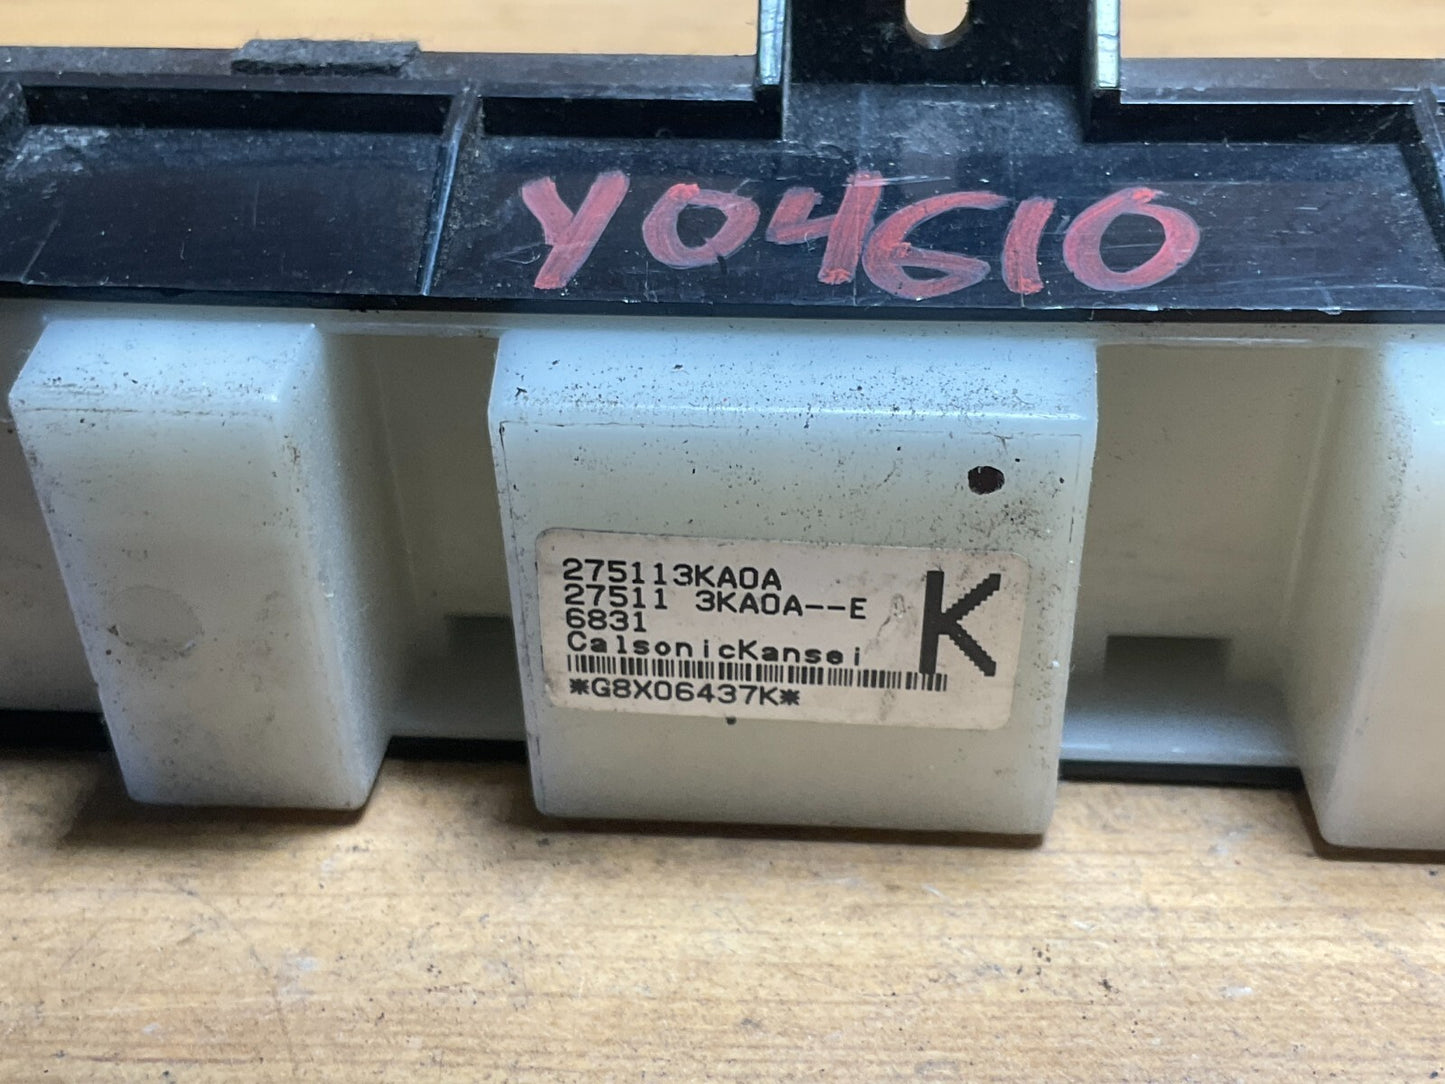 Y04610
275113KA0A
27511 3KA0A--E
6831
CalsonicKansei
K
*G8X06437K*